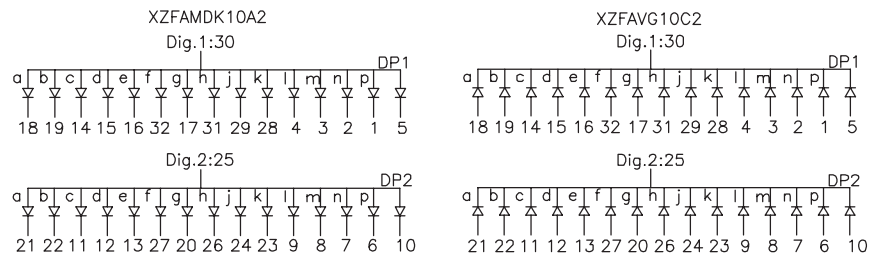 XZFAMDK10A2
Dig.1:30
DP1
a b c d e f g h j k l m n p
18 19 14 15 16 32 17 31 29 28 4 3 2 1 5
Dig.2:25
DP2
a b c d e f g h j k l m n p
21 22 11 12 13 27 20 26 24 23 9 8 7 6 10
XZFAVG10C2
Dig.1:30
DP1
a b c d e f g h j k l m n p
18 19 14 15 16 32 17 31 29 28 4 3 2 1 5
Dig.2:25
DP2
a b c d e f g h j k l m n p
21 22 11 12 13 27 20 26 24 23 9 8 7 6 10